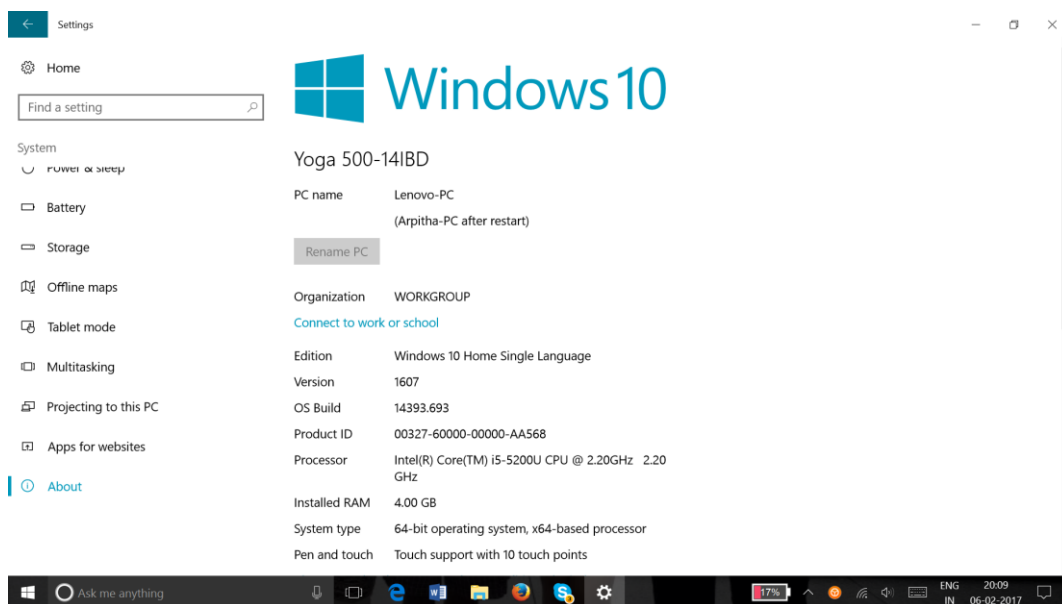 Settings
Home
Find a setting
System
Power & sleep
Battery
Storage
Offline maps
Tablet mode
Multitasking
Projecting to this PC
Apps for websites
About
Windows 10
Yoga 500-14IBD
PC name Lenovo-PC
(Arpitha-PC after restart)
Rename PC
Organization WORKGROUP
Connect to work or school
Edition Windows 10 Home Single Language
Version 1607
OS Build 14393.693
Product ID 00327-60000-00000-AA568
Processor Intel(R) Core(TM) i5-5200U CPU @ 2.20GHz 2.20
GHz
Installed RAM 4.00 GB
System type 64-bit operating system, x64-based processor
Pen and touch Touch support with 10 touch points
Ask me anything
17%
ENG
IN
20:09
06-02-2017